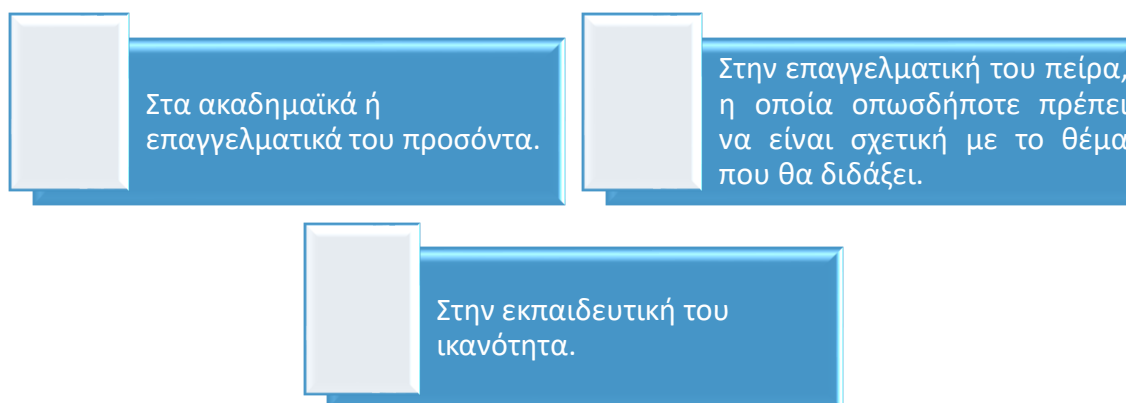 Στα ακαδημαϊκά ή
επαγγελματικά του προσόντα.
Στην επαγγελματική του πείρα,
η οποία οπωσδήποτε πρέπει
να είναι σχετική με το θέμα
που θα διδάξει.
Στην εκπαιδευτική του
ικανότητα.